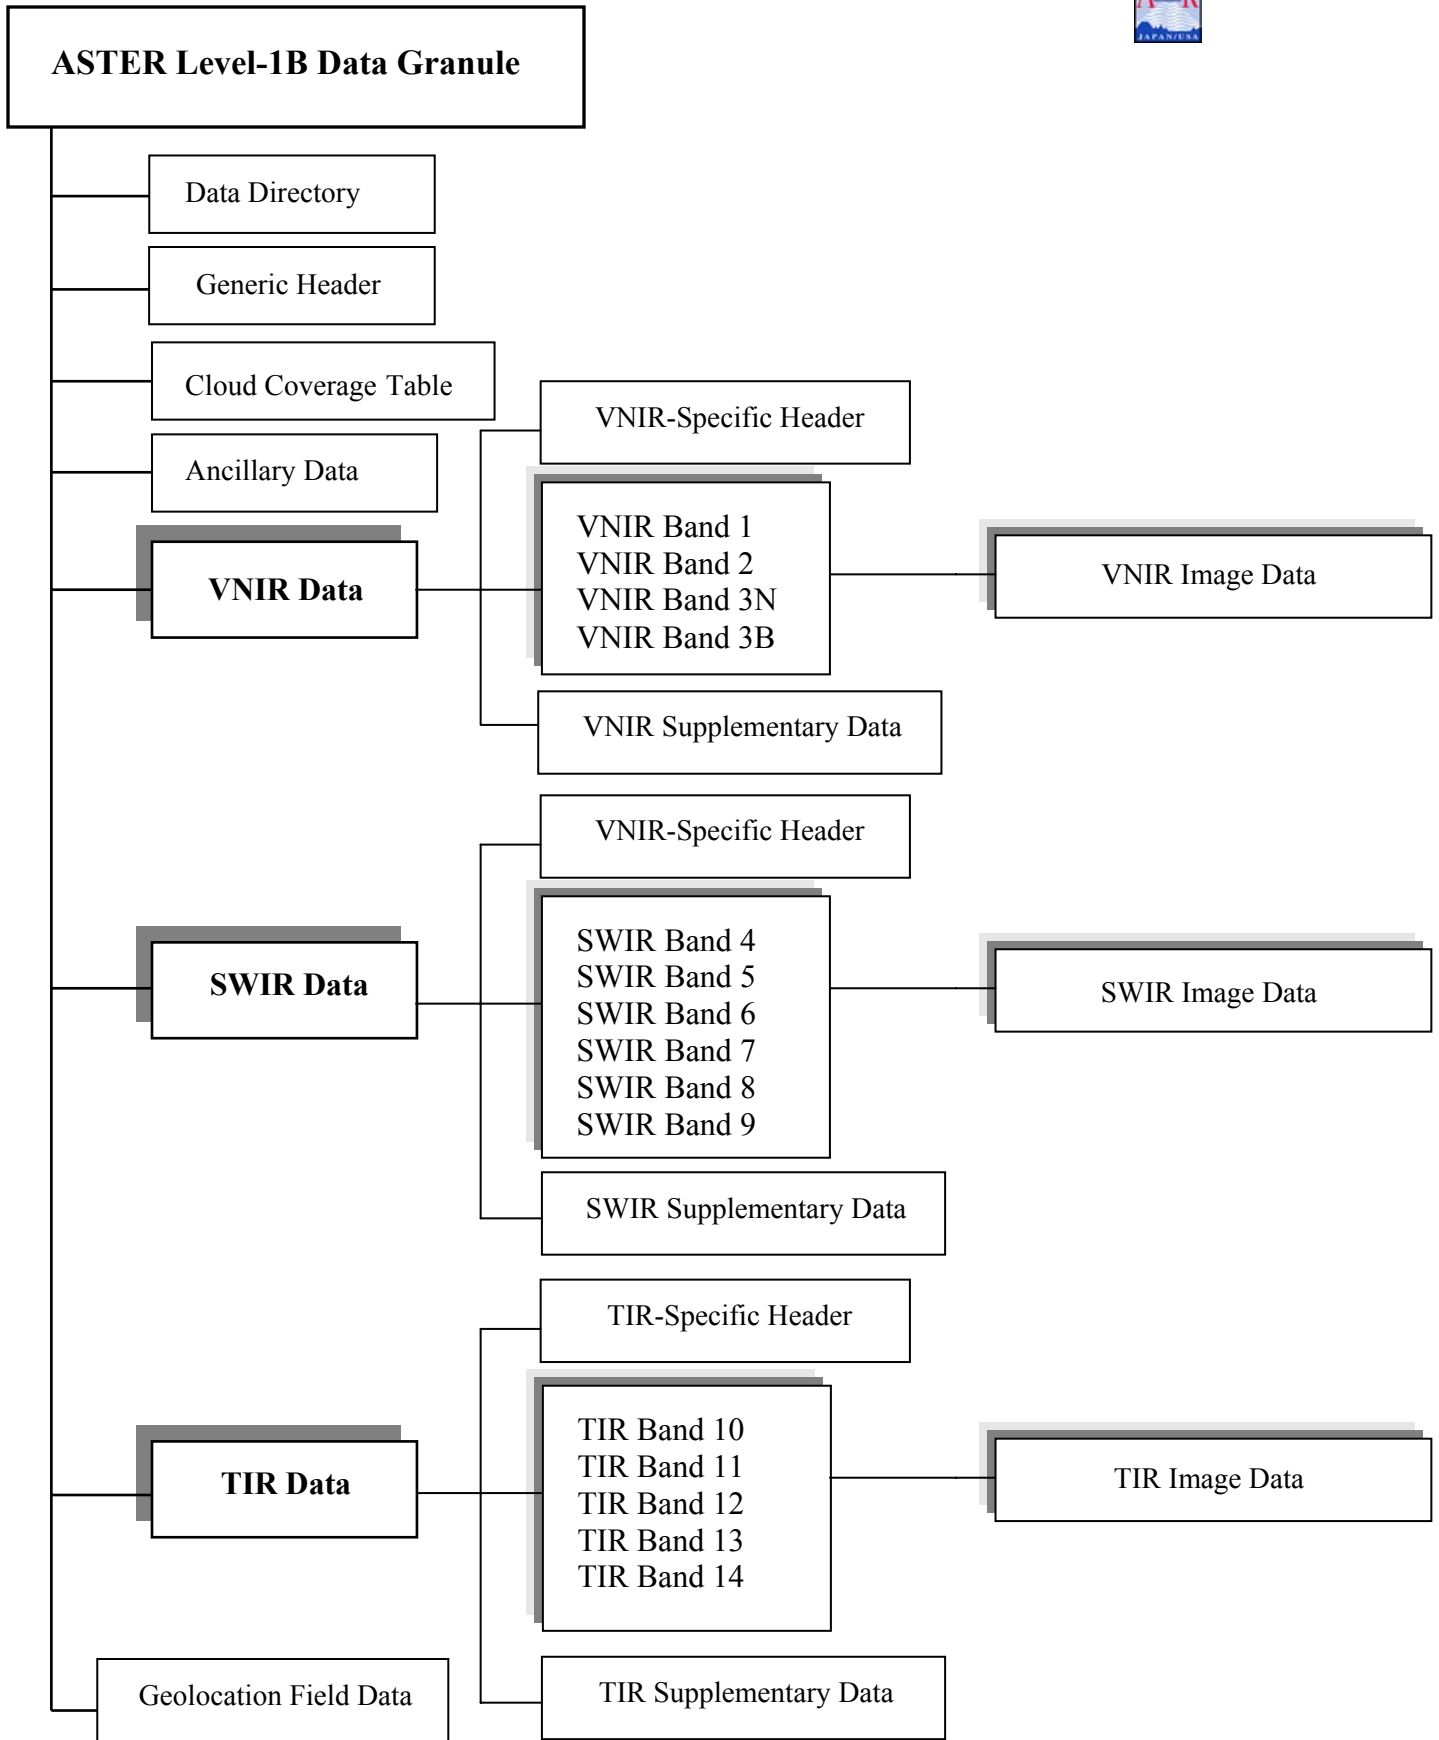 ASTER Level-1B Data Granule
JAPAN/USA
Data Directory
Generic Header
Cloud Coverage Table
Ancillary Data
VNIR Data
VNIR-Specific Header
VNIR Band 1
VNIR Band 2
VNIR Band 3N
VNIR Band 3B
VNIR Image Data
VNIR Supplementary Data
SWIR Data
VNIR-Specific Header
SWIR Band 4
SWIR Band 5
SWIR Band 6
SWIR Band 7
SWIR Band 8
SWIR Band 9
SWIR Image Data
SWIR Supplementary Data
TIR Data
TIR-Specific Header
TIR Band 10
TIR Band 11
TIR Band 12
TIR Band 13
TIR Band 14
TIR Image Data
TIR Supplementary Data
Geolocation Field Data